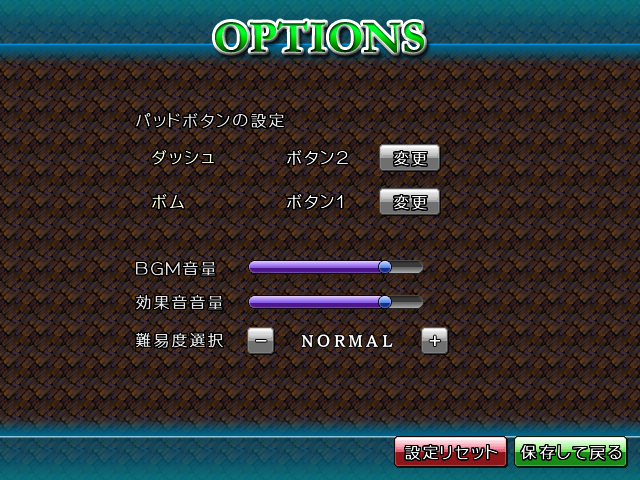 OPTIONS
パッドボタンの設定
ダッシュ ボタン2 変更
ボム ボタン1 変更
BGM音量
効果音音量
難易度選択 － NORMAL ＋
設定リセット 保存して戻る